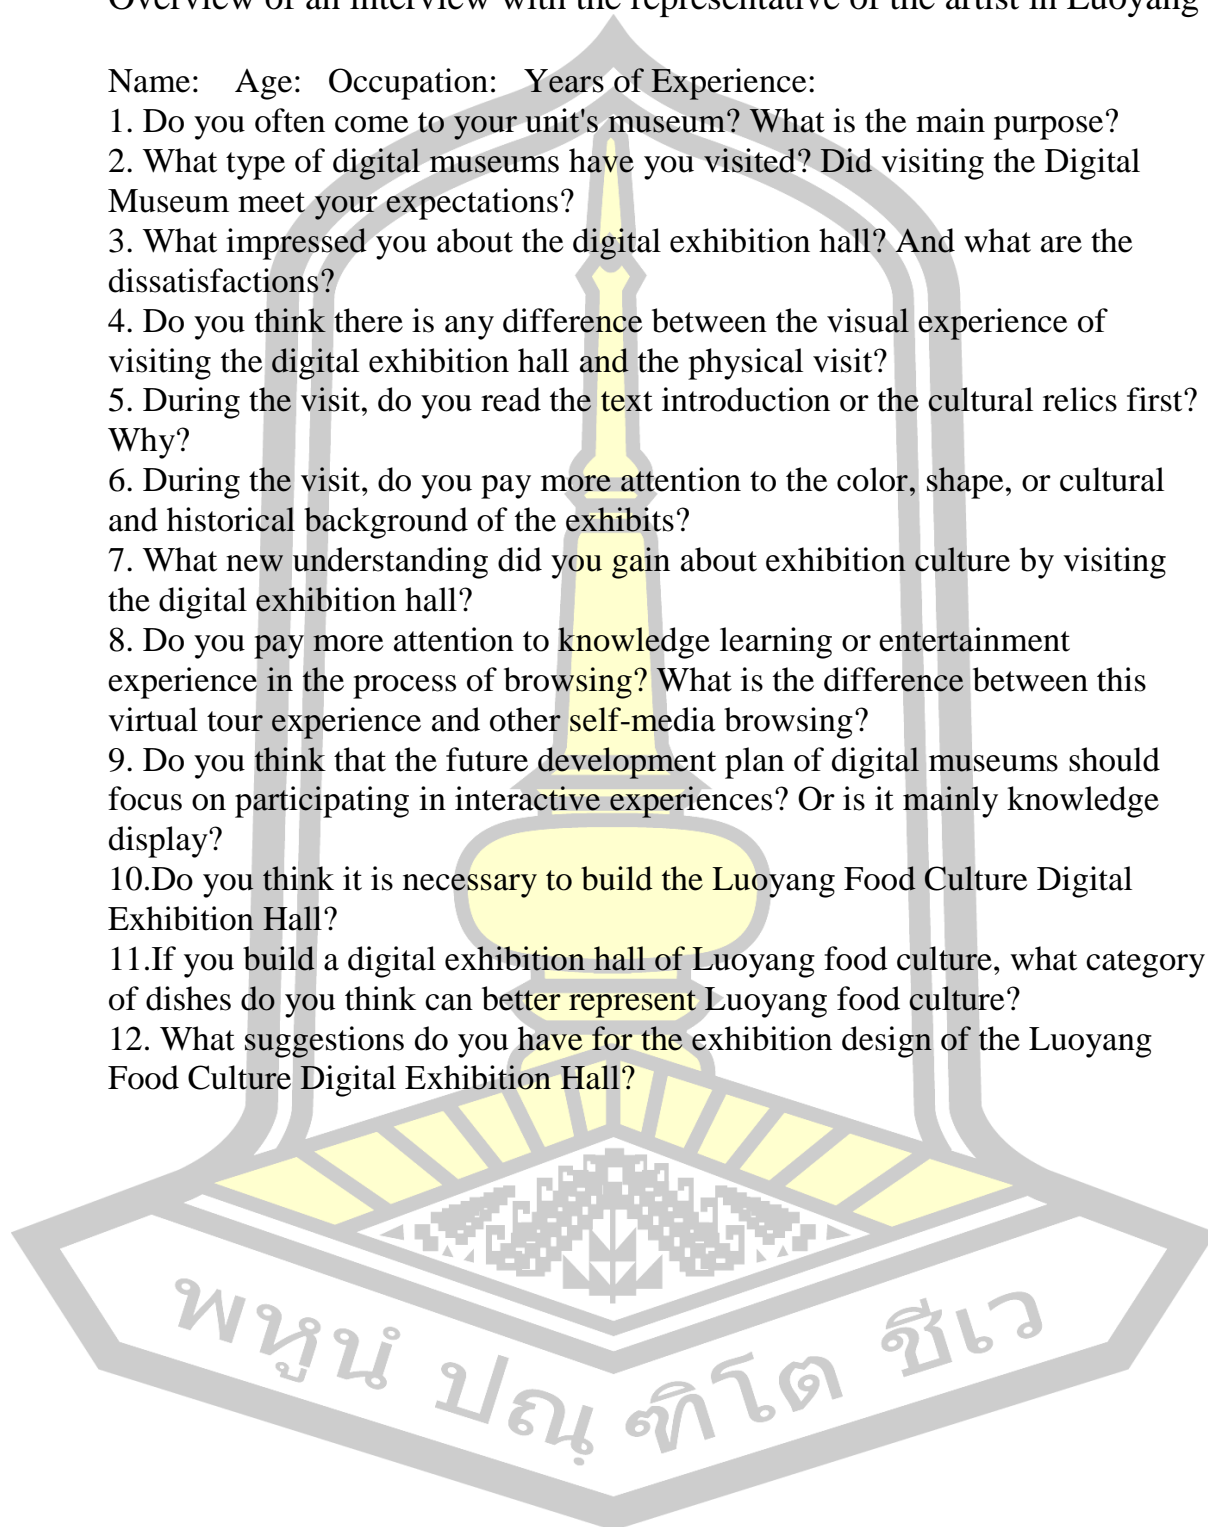 Overview of an interview with the representative of the artist in Luoyang
Name: Age: Occupation: Years of Experience:
1. Do you often come to your unit's museum? What is the main purpose?
2. What type of digital museums have you visited? Did visiting the Digital
Museum meet your expectations?
3. What impressed you about the digital exhibition hall? And what are the
dissatisfactions?
4. Do you think there is any difference between the visual experience of
visiting the digital exhibition hall and the physical visit?
5. During the visit, do you read the text introduction or the cultural relics first?
Why?
6. During the visit, do you pay more attention to the color, shape, or cultural
and historical background of the exhibits?
7. What new understanding did you gain about exhibition culture by visiting
the digital exhibition hall?
8. Do you pay more attention to knowledge learning or entertainment
experience in the process of browsing? What is the difference between this
virtual tour experience and other self-media browsing?
9. Do you think that the future development plan of digital museums should
focus on participating in interactive experiences? Or is it mainly knowledge
display?
10.Do you think it is necessary to build the Luoyang Food Culture Digital
Exhibition Hall?
11.If you build a digital exhibition hall of Luoyang food culture, what category
of dishes do you think can better represent Luoyang food culture?
12. What suggestions do you have for the exhibition design of the Luoyang
Food Culture Digital Exhibition Hall?
พหูนํ ปณฺฑิโต ชีเว